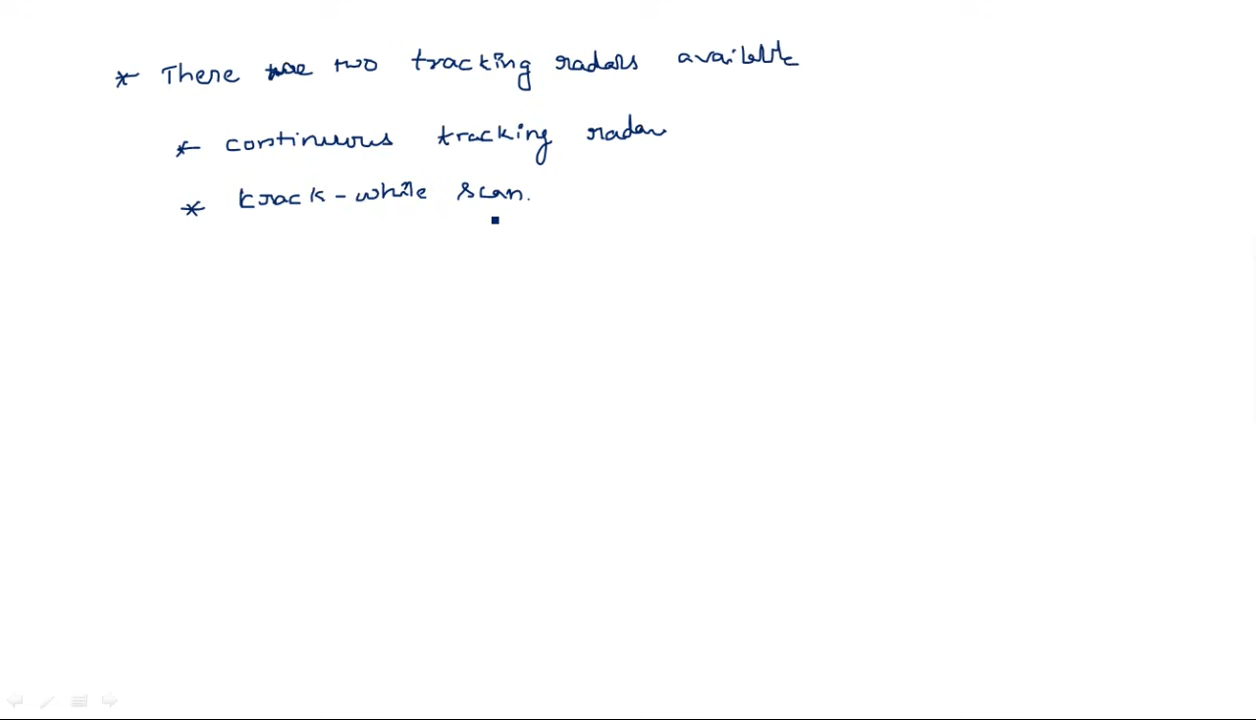 * There are two tracking radars available
* continuous tracking radar
* track-while scan.